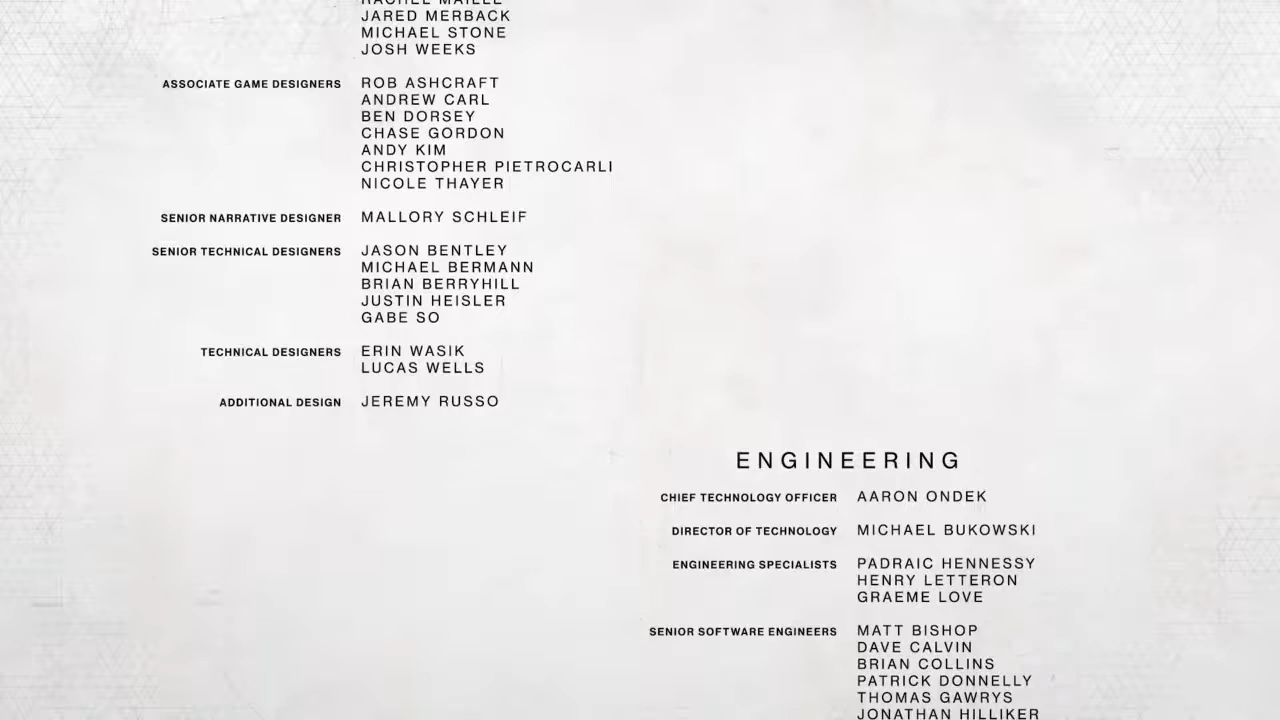 JARED MERBACK
MICHAEL STONE
JOSH WEEKS
ASSOCIATE GAME DESIGNERS ROB ASHCRAFT
ANDREW CARL
BEN DORSEY
CHASE GORDON
ANDY KIM
CHRISTOPHER PIETROCARLI
NICOLE THAYER
SENIOR NARRATIVE DESIGNER MALLORY SCHLEIF
SENIOR TECHNICAL DESIGNERS JASON BENTLEY
MICHAEL BERMANN
BRIAN BERRYHILL
JUSTIN HEISLER
GABE SO
TECHNICAL DESIGNERS ERIN WASIK
LUCAS WELLS
ADDITIONAL DESIGN JEREMY RUSSO
ENGINEERING
CHIEF TECHNOLOGY OFFICER AARON ONDEK
DIRECTOR OF TECHNOLOGY MICHAEL BUKOWSKI
ENGINEERING SPECIALISTS PADRAIC HENNESSY
HENRY LETTERON
GRAEME LOVE
SENIOR SOFTWARE ENGINEERS MATT BISHOP
DAVE CALVIN
BRIAN COLLINS
PATRICK DONNELLY
THOMAS GAWRYS
JONATHAN HILLIKER